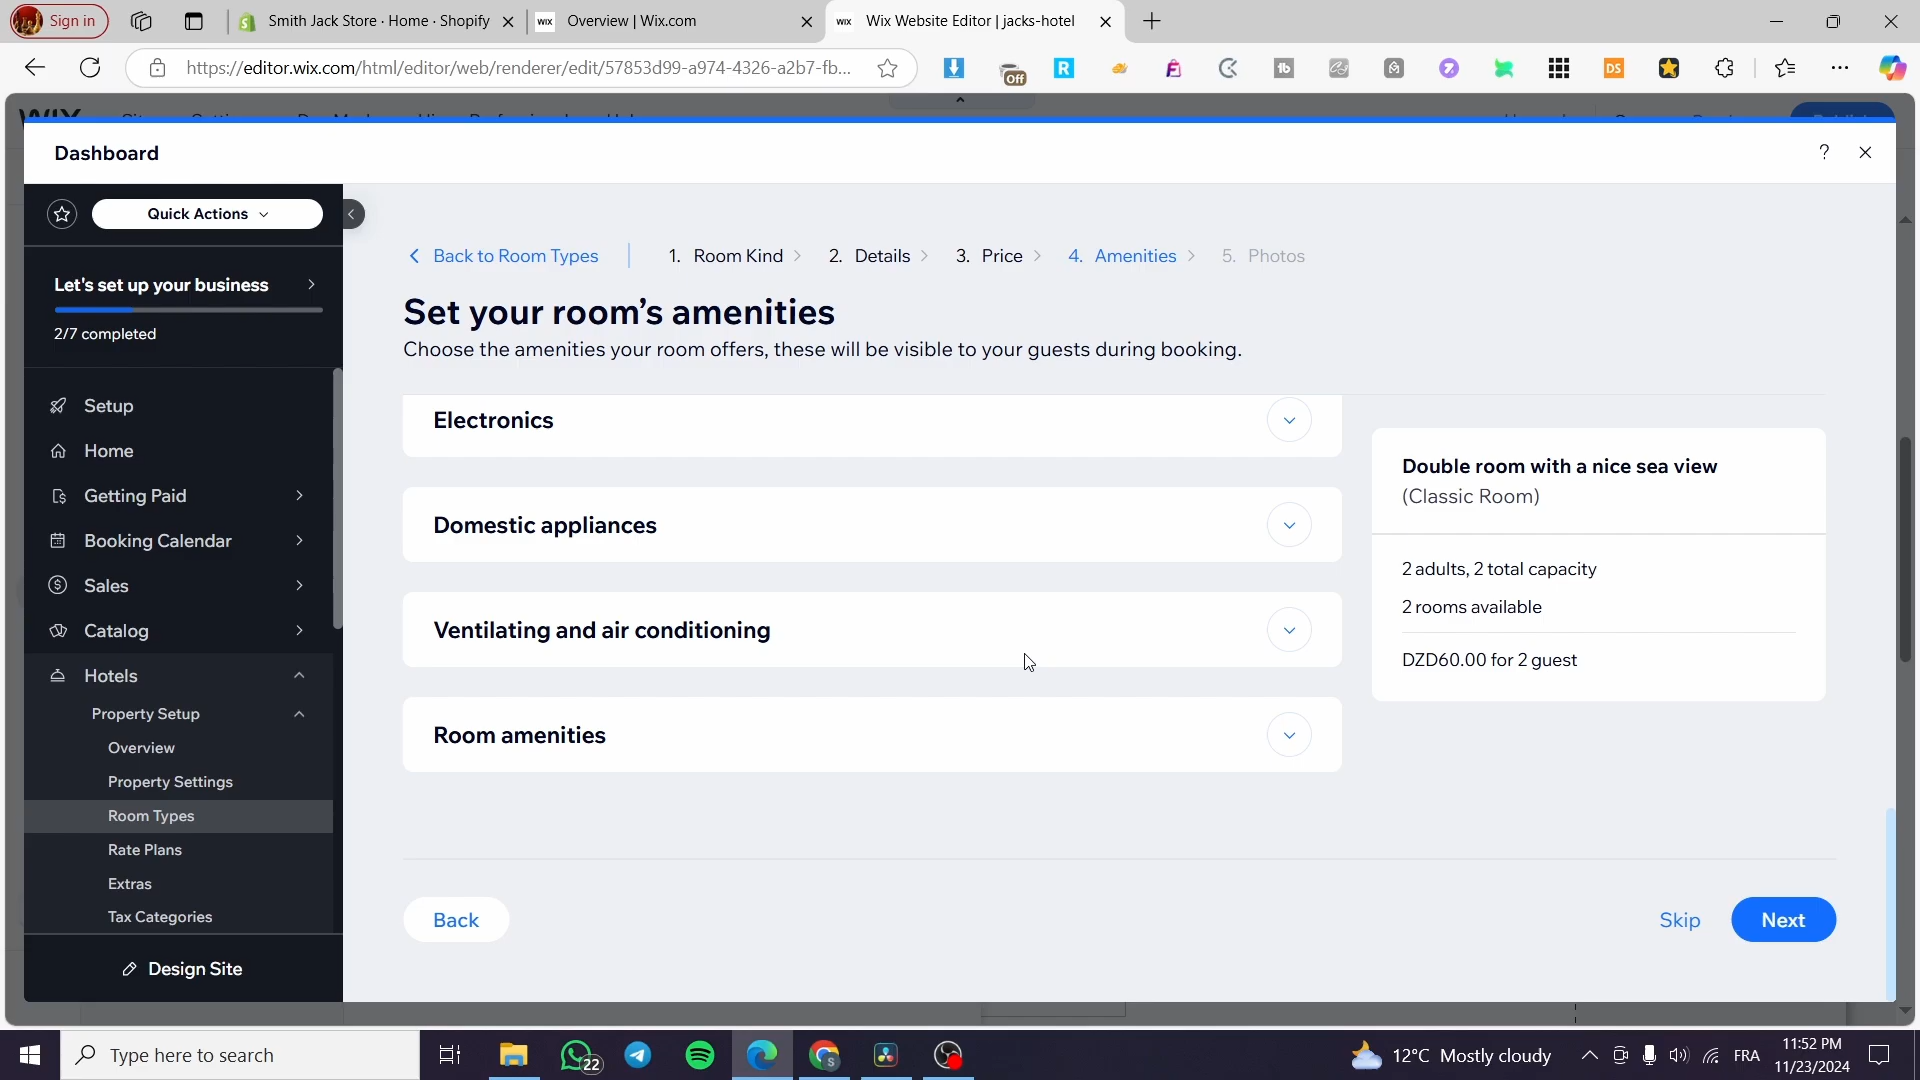 Sign in
Smith Jack Store · Home · Shopify
WIX Overview | Wix.com
WIX Wix Website Editor | jacks-hotel
https://editor.wix.com/html/editor/web/renderer/edit/57853d99-a974-4326-a2b7-fb...
Off
R
tb
DS
Dashboard
?
Quick Actions
Let's set up your business
2/7 completed
Setup
Home
Getting Paid
Booking Calendar
Sales
Catalog
Hotels
Property Setup
Overview
Property Settings
Room Types
Rate Plans
Extras
Tax Categories
Design Site
Back to Room Types
1. Room Kind
2. Details
3. Price
4. Amenities
5. Photos
Set your room's amenities
Choose the amenities your room offers, these will be visible to your guests during booking.
Electronics
Domestic appliances
Ventilating and air conditioning
Room amenities
Double room with a nice sea view
(Classic Room)
2 adults, 2 total capacity
2 rooms available
DZD60.00 for 2 guest
Back
Skip
Next
Type here to search
22
S
12°C Mostly cloudy
FRA
11:52 PM
11/23/2024